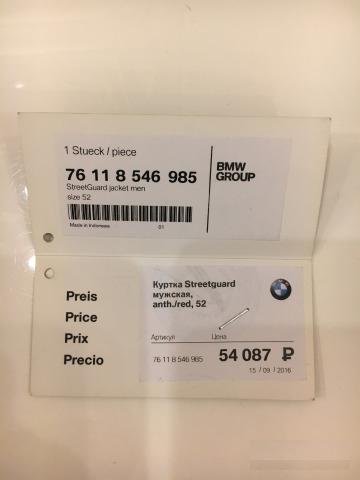 1 Stueck / piece
76 11 8 546 985
StreetGuard jacket men
size 52
Made in Indonesia
01
BMW
GROUP
Preis
Price
Prix
Precio
Куртка Streetguard
мужская,
anth./red, 52
Артикул Цена
76 11 8 546 985 54 087 ₽
15 / 09 / 2016